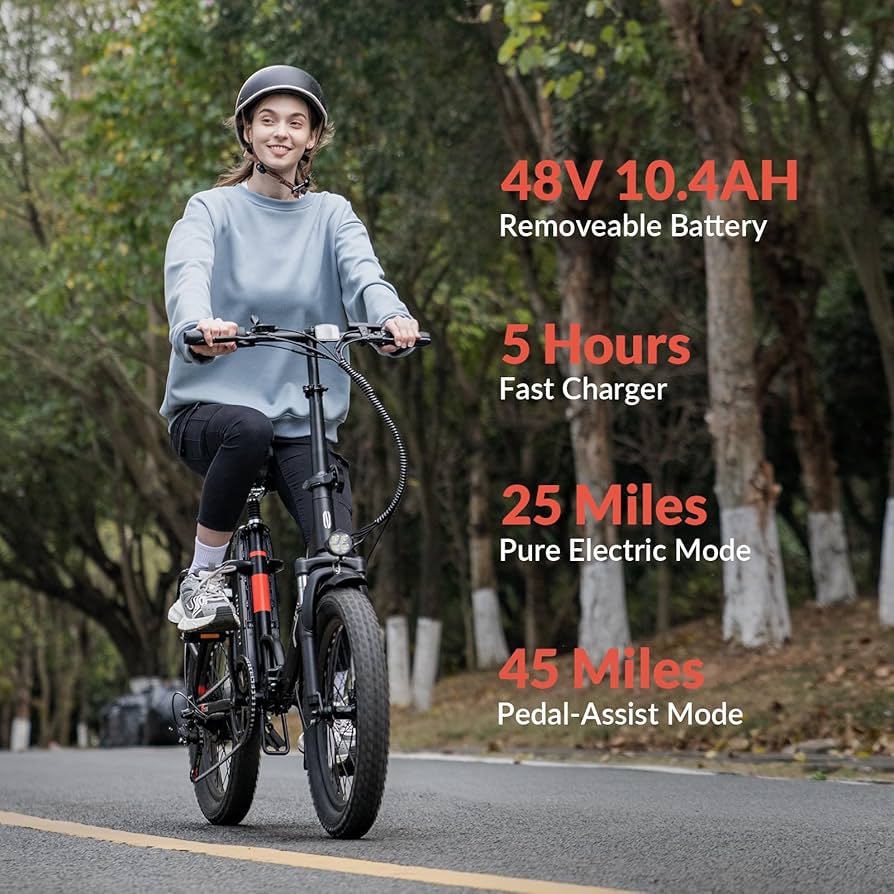 48V 10.4AH
Removeable Battery
5 Hours
Fast Charger
25 Miles
Pure Electric Mode
45 Miles
Pedal-Assist Mode